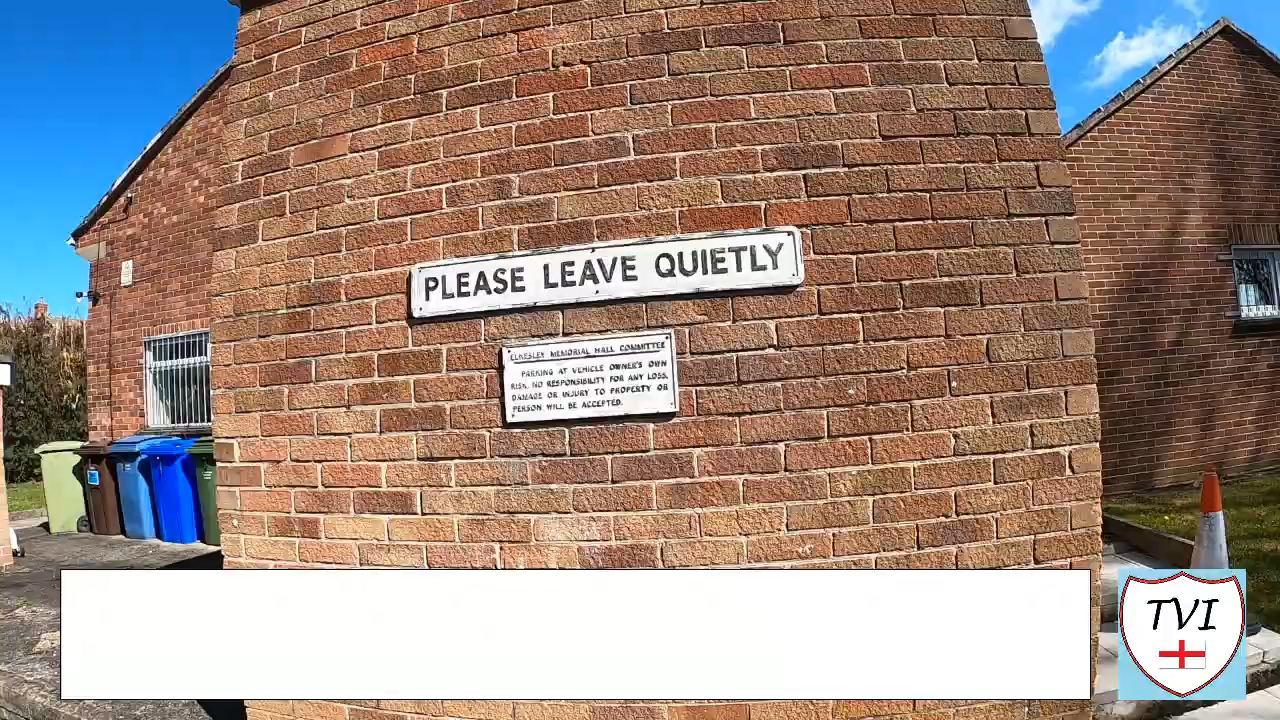 PLEASE LEAVE QUIETLY
ELKESLEY MEMORIAL HALL COMMITTEE
PARKING AT VEHICLE OWNER'S OWN
RISK. NO RESPONSIBILITY FOR ANY LOSS,
DAMAGE OR INJURY TO PROPERTY OR
PERSON WILL BE ACCEPTED.
TVI